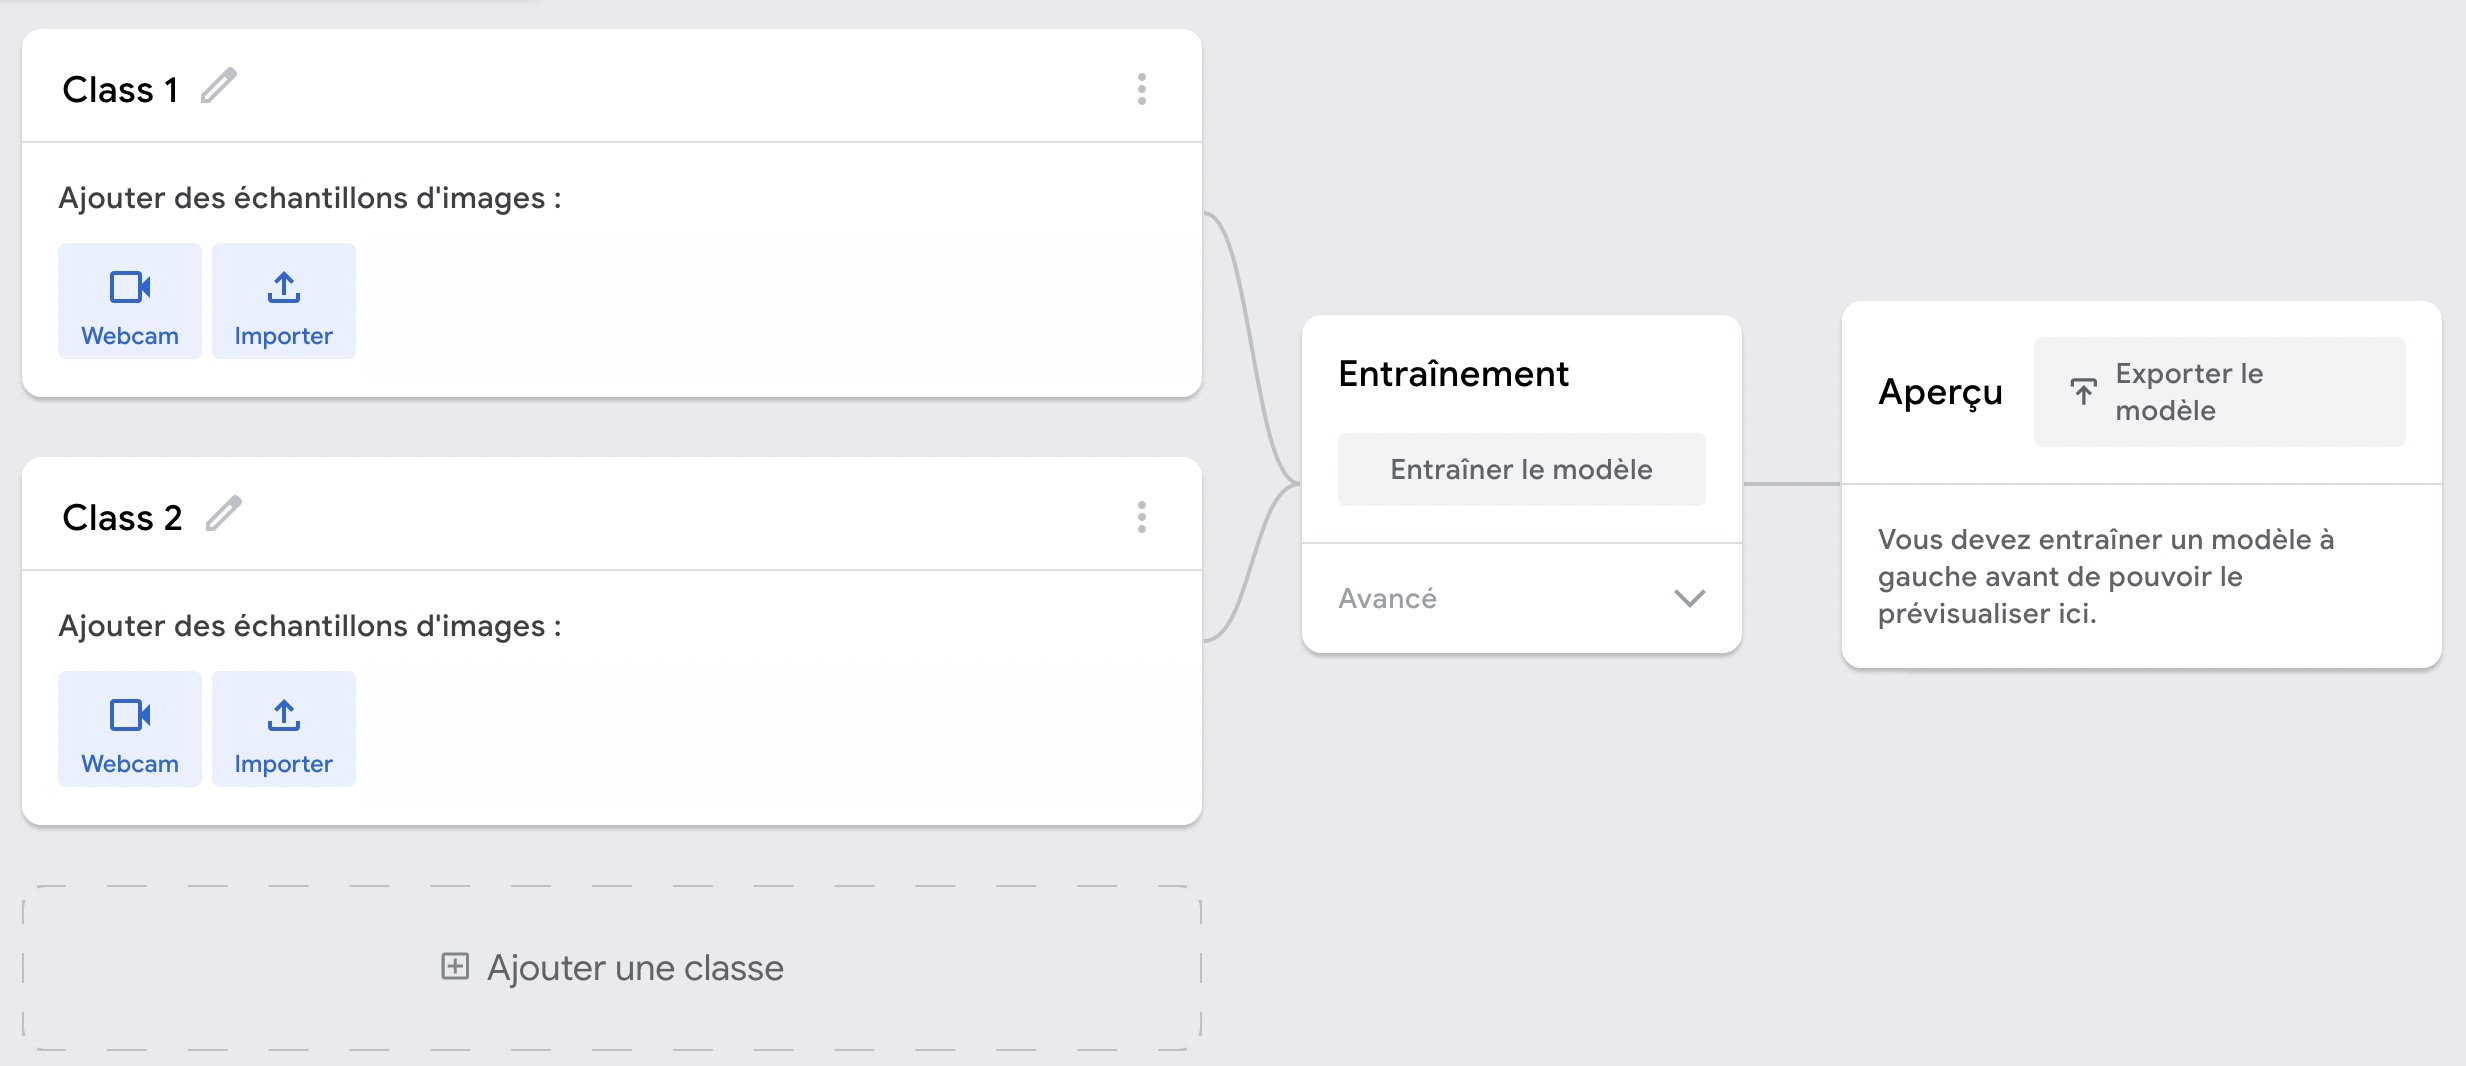 Class 1
Ajouter des échantillons d'images :
Webcam
Importer
Class 2
Ajouter des échantillons d'images :
Webcam
Importer
Ajouter une classe
Entraînement
Entraîner le modèle
Avancé
Aperçu
Exporter le
modèle
Vous devez entraîner un modèle à
gauche avant de pouvoir le
prévisualiser ici.